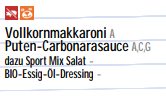 Vollkornmakkaroni A
Puten-Carbonarasauce A,C,G
dazu Sport Mix Salat -
BIO-Essig-Öl-Dressing -